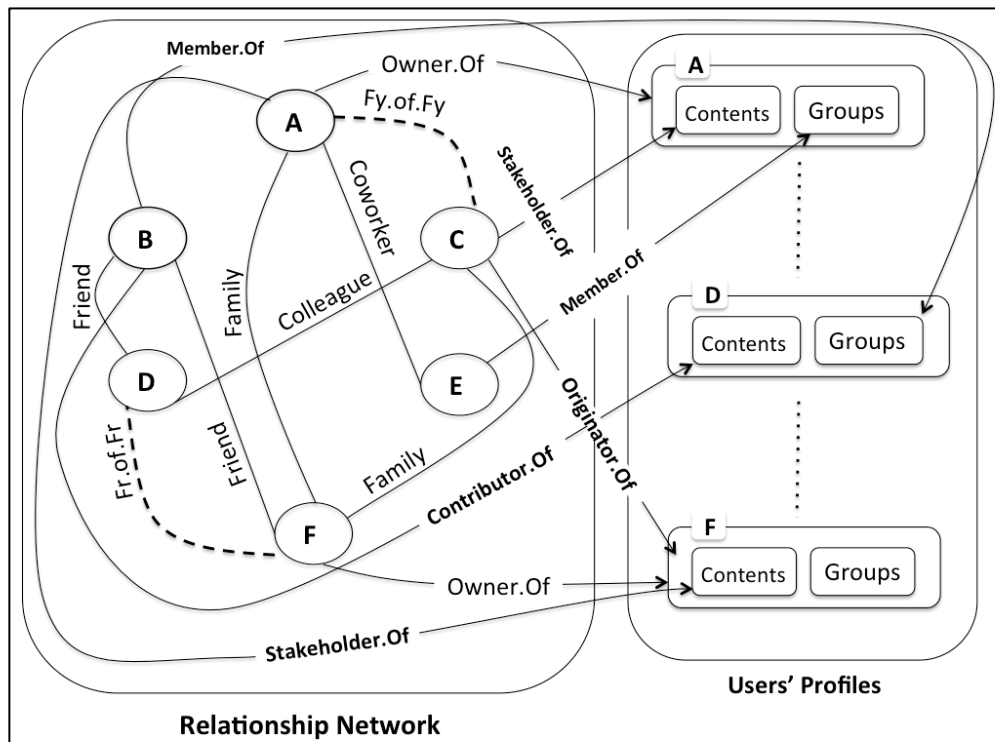 Member.Of
Owner.Of
A
Fy.of.Fy
A
Contents
Groups
Stakeholder.Of
Coworker
B
C
Member.Of
Friend
Family
Colleague
D
Contents
Groups
D
E
Originator.Of
Fr.of.Fr
Friend
Family
Contributor.Of
F
F
Contents
Groups
Owner.Of
Stakeholder.Of
Users’ Profiles
Relationship Network